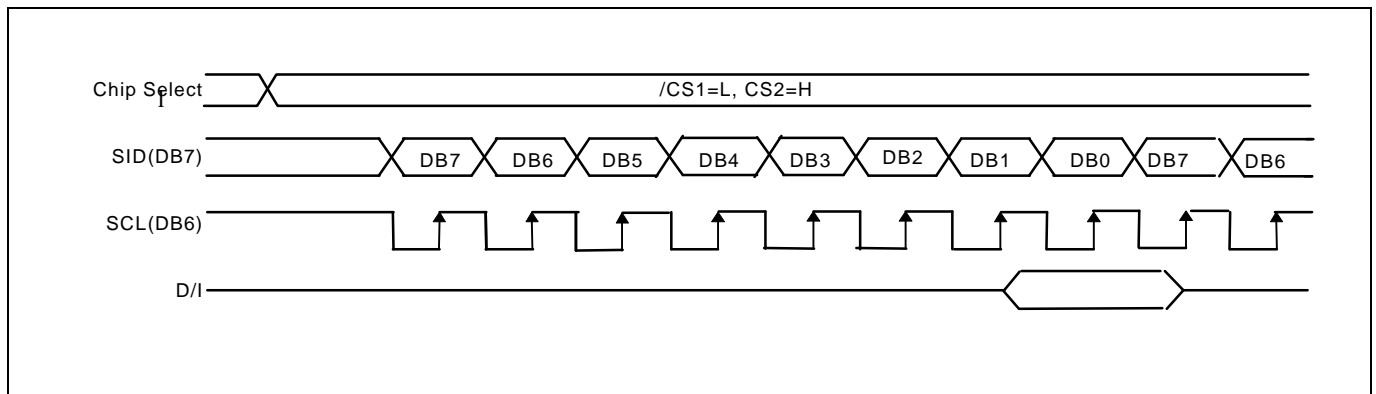 Chip Select /CS1=L, CS2=H
I
SID(DB7) DB7 DB6 DB5 DB4 DB3 DB2 DB1 DB0 DB7 DB6
SCL(DB6)
D/I